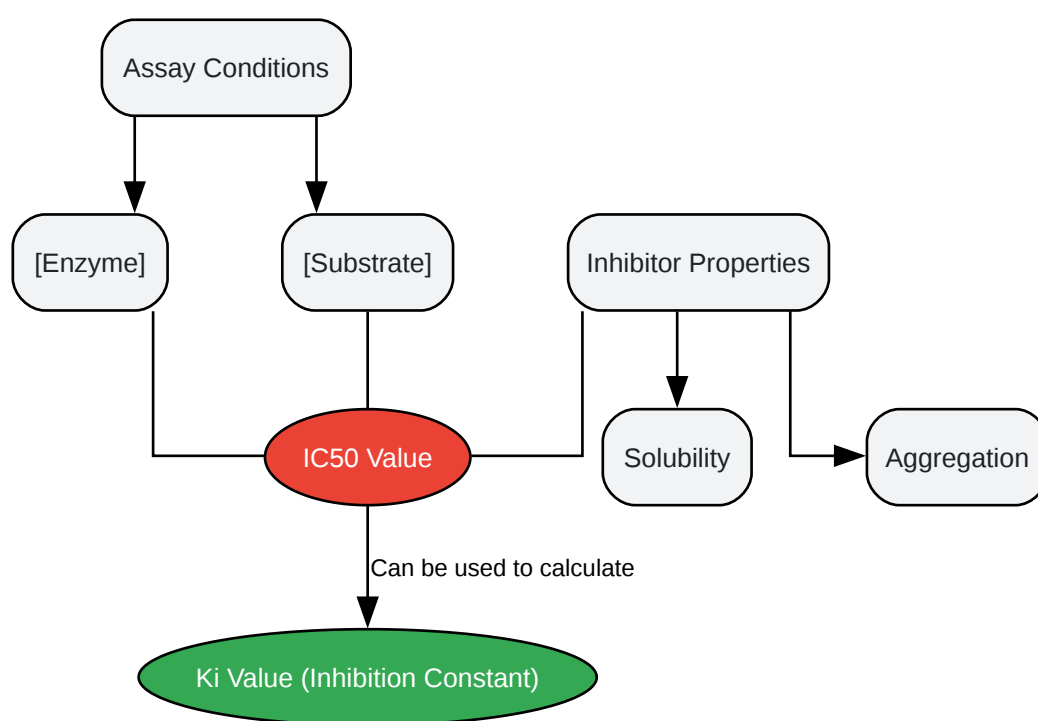 Assay Conditions
[Enzyme]
[Substrate]
Inhibitor Properties
IC50 Value
Solubility
Aggregation
Can be used to calculate
Ki Value (Inhibition Constant)